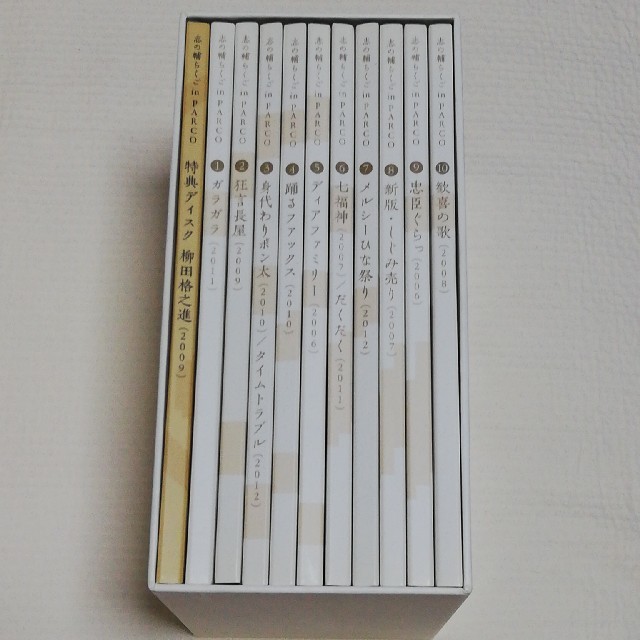 志の輔らくご in PARCO 特典ディスク 柳田格之進 (2009)
志の輔らくご in PARCO 1 ガラガラ (2011)
志の輔らくご in PARCO 2 狂言長屋 (2009)
志の輔らくご in PARCO 3 身代わりポン太 (2010) / タイムトラブル (2012)
志の輔らくご in PARCO 4 踊るファックス (2010)
志の輔らくご in PARCO 5 ディアファミリー (2006)
志の輔らくご in PARCO 6 七福神 (2007) / だくだく (2011)
志の輔らくご in PARCO 7 メルシーひな祭り (2012)
志の輔らくご in PARCO 8 新版・しじみ売り (2007)
志の輔らくご in PARCO 9 忠臣ぐらっ (2006)
志の輔らくご in PARCO 10 歓喜の歌 (2008)